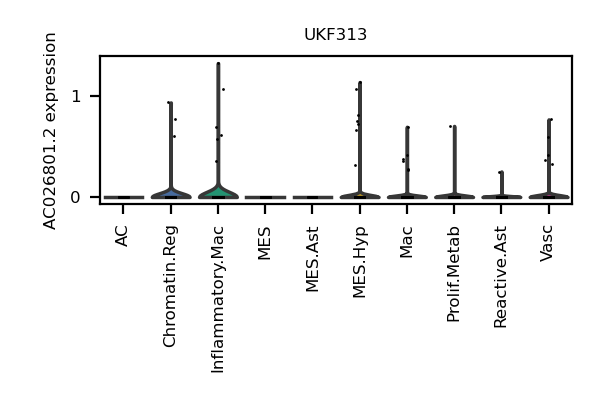 UKF313
AC026801.2 expression
1
0
AC
Chromatin.Reg
Inflammatory.Mac
MES
MES.Ast
MES.Hyp
Mac
Prolif.Metab
Reactive.Ast
Vasc